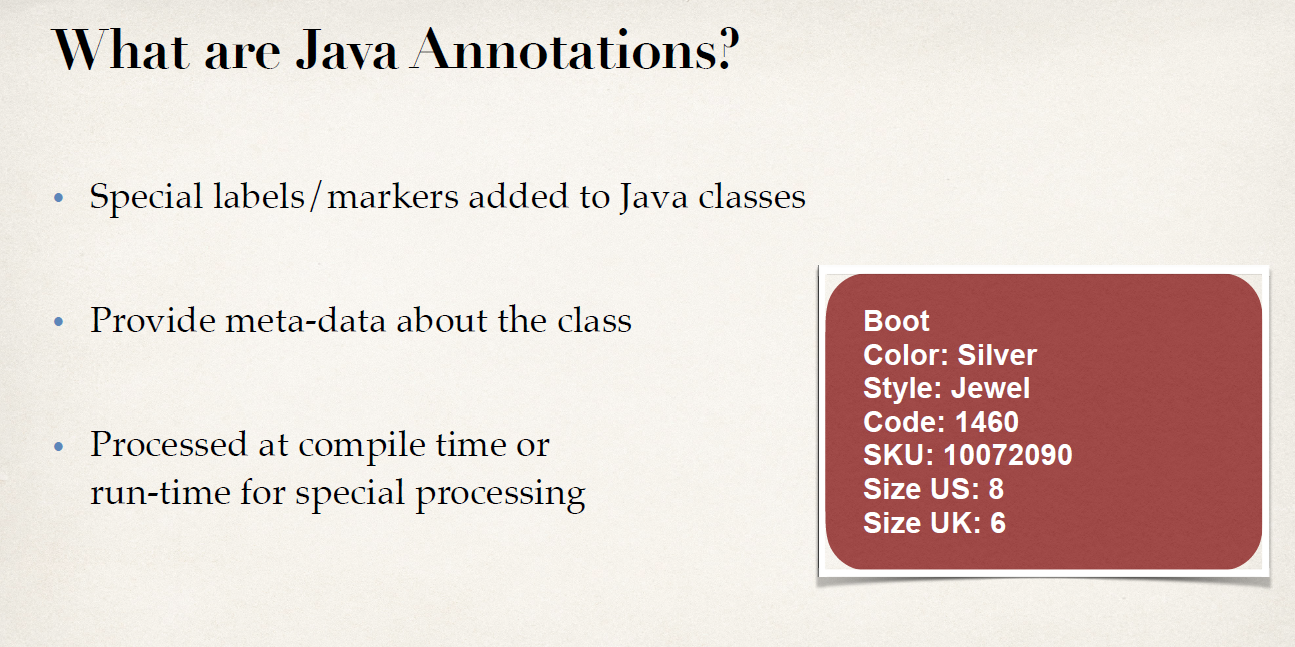 What are Java Annotations?
Special labels/markers added to Java classes
Provide meta-data about the class
Processed at compile time or
run-time for special processing
Boot
Color: Silver
Style: Jewel
Code: 1460
SKU: 10072090
Size US: 8
Size UK: 6